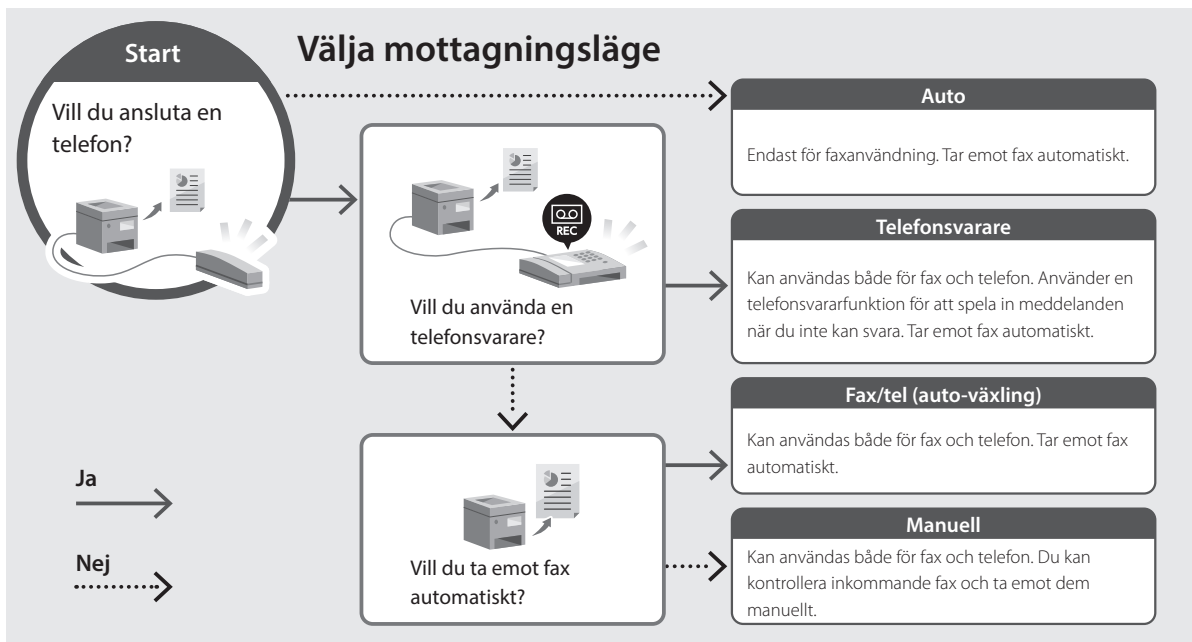 Välja mottagningsläge
Start
Vill du ansluta en
telefon?
Auto
Endast för faxanvändning. Tar emot fax automatiskt.
REC
Vill du använda en
telefonsvarare?
Telefonsvarare
Kan användas både för fax och telefon. Använder en
telefonsvararfunktion för att spela in meddelanden
när du inte kan svara. Tar emot fax automatiskt.
Fax/tel (auto-växling)
Kan användas både för fax och telefon. Tar emot fax
automatiskt.
Vill du ta emot fax
automatiskt?
Manuell
Kan användas både för fax och telefon. Du kan
kontrollera inkommande fax och ta emot dem
manuellt.
Ja
Nej